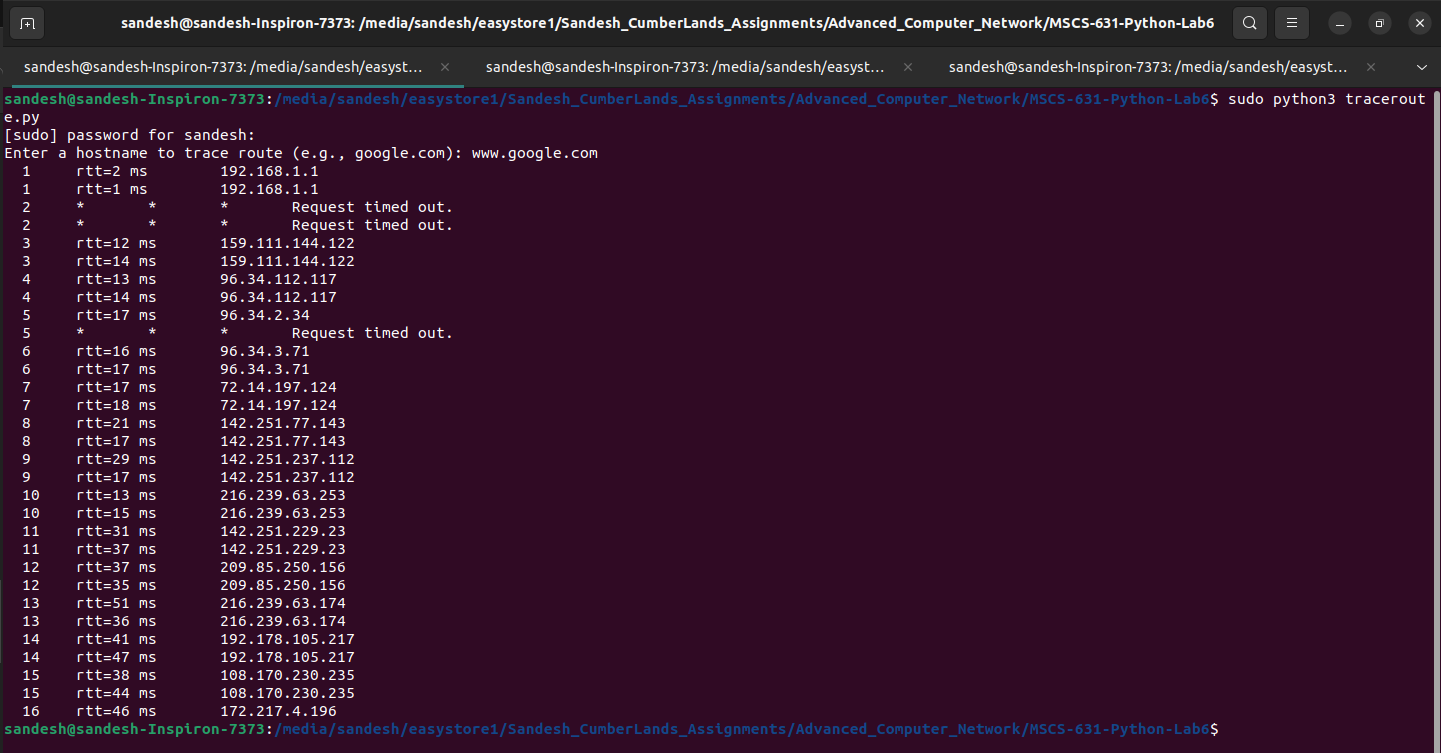 sandesh@sandesh-Inspiron-7373: /media/sandesh/easystore1/Sandesh_CumberLands_Assignments/Advanced_Computer_Network/MSCS-631-Python-Lab6
sandesh@sandesh-Inspiron-7373: /media/sandesh/easyst... × sandesh@sandesh-Inspiron-7373: /media/sandesh/easyst... × sandesh@sandesh-Inspiron-7373: /media/sandesh/easyst... ×
sandesh@sandesh-Inspiron-7373:/media/sandesh/easystore1/Sandesh_CumberLands_Assignments/Advanced_Computer_Network/MSCS-631-Python-Lab6$ sudo python3 tracerout
e.py
[sudo] password for sandesh:
Enter a hostname to trace route (e.g., google.com): www.google.com
1 rtt=2 ms 192.168.1.1
1 rtt=1 ms 192.168.1.1
2 * * * Request timed out.
2 * * * Request timed out.
3 rtt=12 ms 159.111.144.122
3 rtt=14 ms 159.111.144.122
4 rtt=13 ms 96.34.112.117
4 rtt=14 ms 96.34.112.117
5 rtt=17 ms 96.34.2.34
5 * * * Request timed out.
6 rtt=16 ms 96.34.3.71
6 rtt=17 ms 96.34.3.71
7 rtt=17 ms 72.14.197.124
7 rtt=18 ms 72.14.197.124
8 rtt=21 ms 142.251.77.143
8 rtt=17 ms 142.251.77.143
9 rtt=29 ms 142.251.237.112
9 rtt=17 ms 142.251.237.112
10 rtt=13 ms 216.239.63.253
10 rtt=15 ms 216.239.63.253
11 rtt=31 ms 142.251.229.23
11 rtt=37 ms 142.251.229.23
12 rtt=37 ms 209.85.250.156
12 rtt=35 ms 209.85.250.156
13 rtt=51 ms 216.239.63.174
13 rtt=36 ms 216.239.63.174
14 rtt=41 ms 192.178.105.217
14 rtt=47 ms 192.178.105.217
15 rtt=38 ms 108.170.230.235
15 rtt=44 ms 108.170.230.235
16 rtt=46 ms 172.217.4.196
sandesh@sandesh-Inspiron-7373:/media/sandesh/easystore1/Sandesh_CumberLands_Assignments/Advanced_Computer_Network/MSCS-631-Python-Lab6$